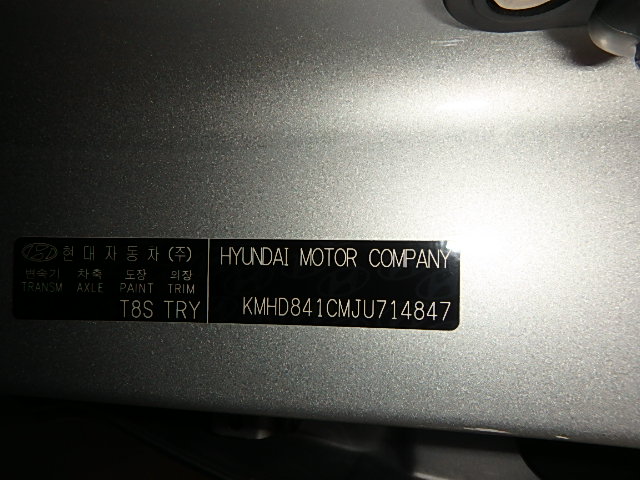 현대자동차(주)
변속기 차축 도장 의장
TRANSM AXLE PAINT TRIM
T8S TRY
HYUNDAI MOTOR COMPANY
KMHD841CMJU714847